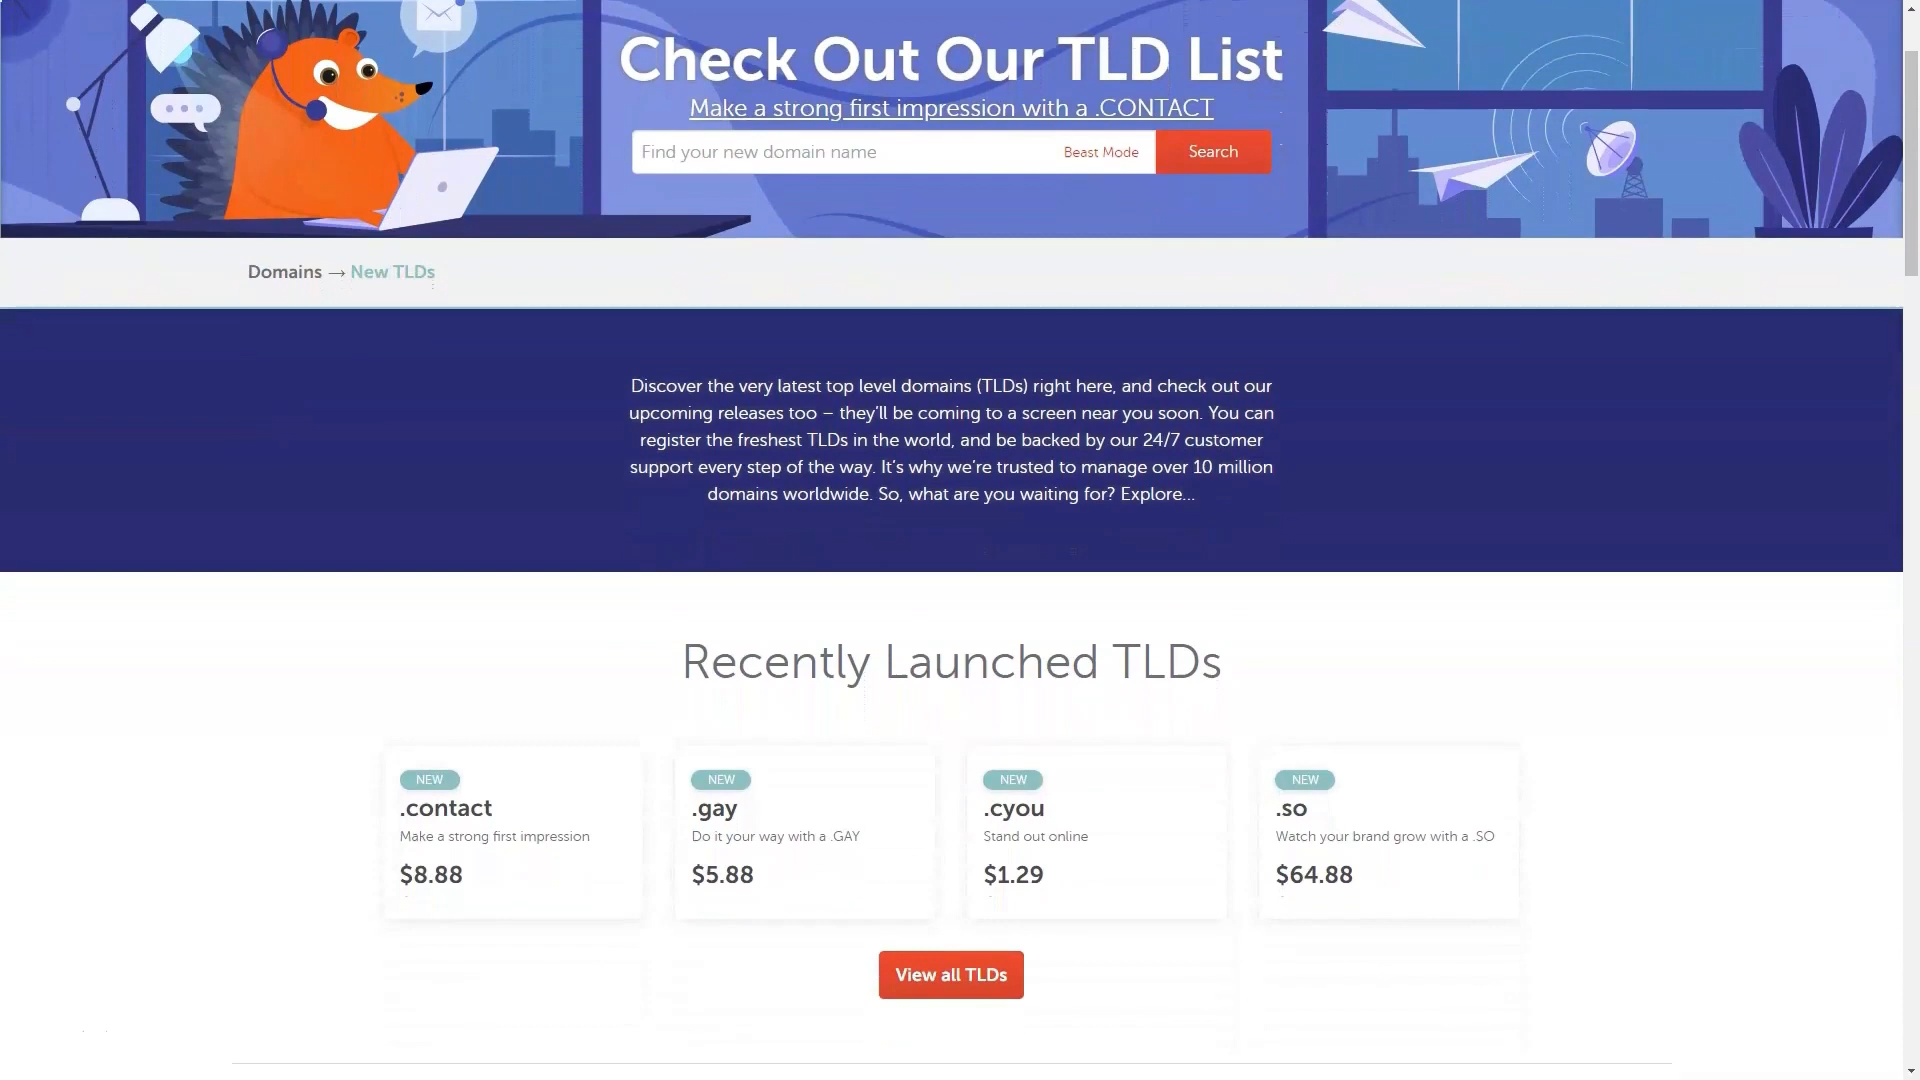 Check Out Our TLD List
Make a strong first impression with a .CONTACT
Find your new domain name
Beast Mode
Search
Domains → New TLDs
Discover the very latest top level domains (TLDs) right here, and check out our
upcoming releases too – they'll be coming to a screen near you soon. You can
register the freshest TLDs in the world, and be backed by our 24/7 customer
support every step of the way. It's why we're trusted to manage over 10 million
domains worldwide. So, what are you waiting for? Explore...
Recently Launched TLDs
NEW
.contact
Make a strong first impression
$8.88
NEW
.gay
Do it your way with a .GAY
$5.88
NEW
.cyou
Stand out online
$1.29
NEW
.so
Watch your brand grow with a .SO
$64.88
View all TLDs